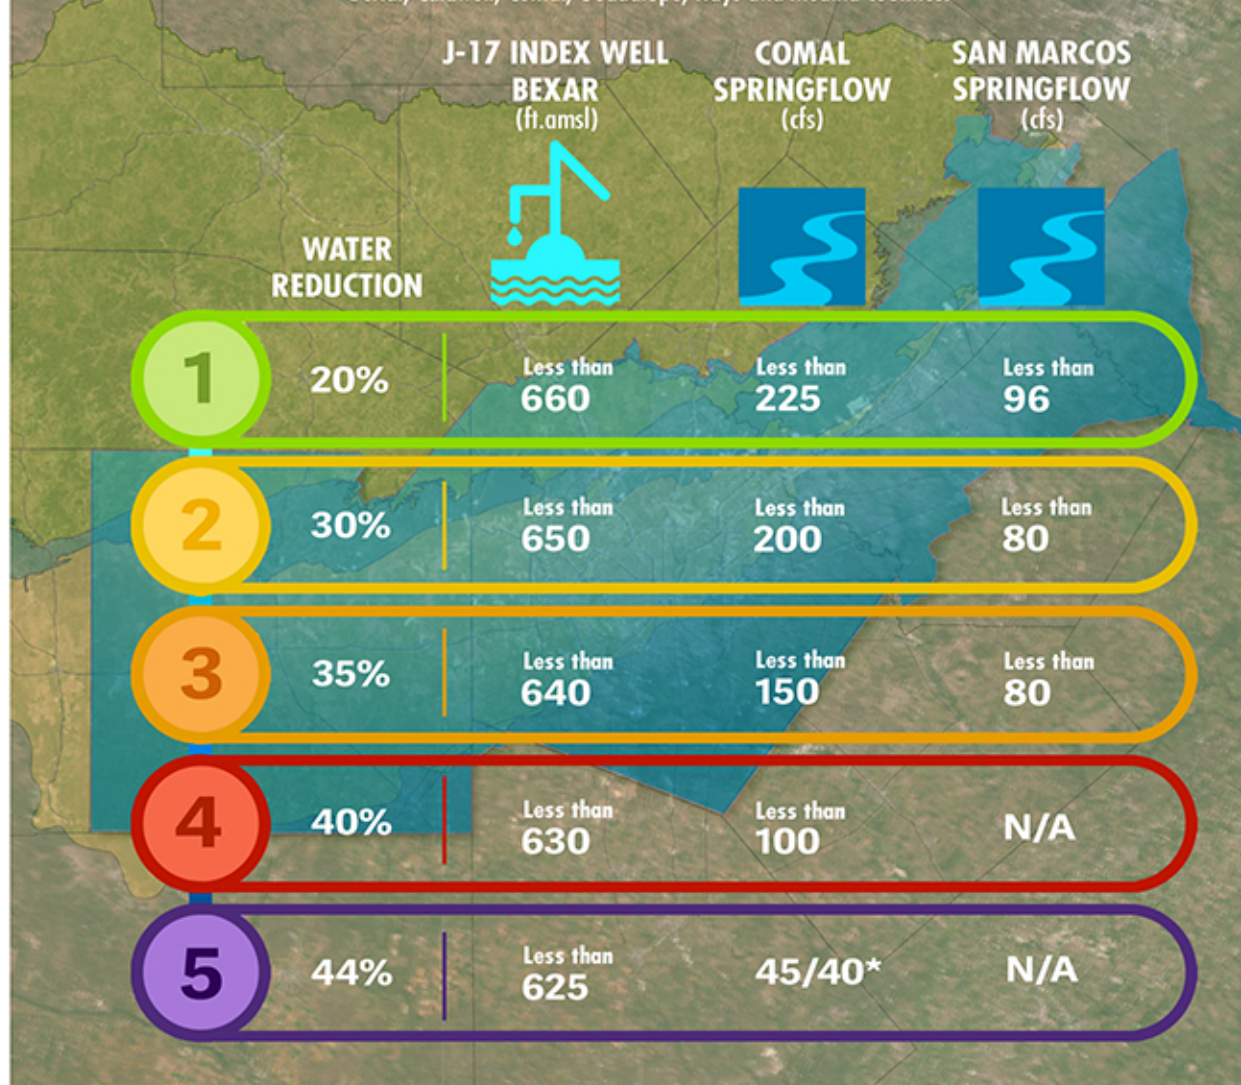 J-17 INDEX WELL
BEXAR
(ft.amsl)
COMAL
SPRINGFLOW
(cfs)
SAN MARCOS
SPRINGFLOW
(cfs)
WATER
REDUCTION
1
20%
Less than
660
Less than
225
Less than
96
2
30%
Less than
650
Less than
200
Less than
80
3
35%
Less than
640
Less than
150
Less than
80
4
40%
Less than
630
Less than
100
N/A
5
44%
Less than
625
45/40*
N/A